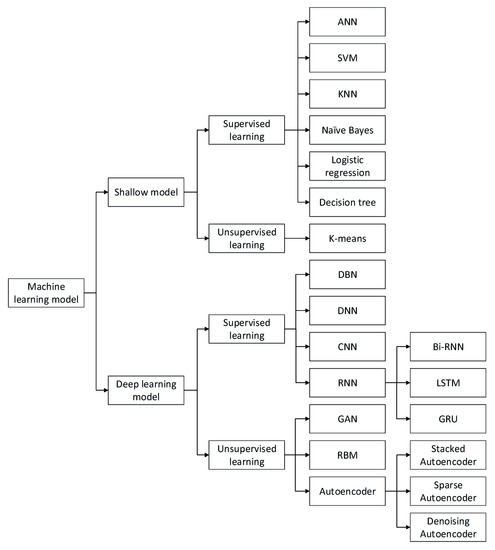 ANN
SVM
KNN
Supervised
learning
Naïve Bayes
Logistic
regression
Shallow model
Decision tree
Unsupervised
learning
K-means
Machine
learning model
DBN
DNN
Supervised
learning
CNN
Bi-RNN
RNN
LSTM
Deep learning
model
GAN
GRU
Unsupervised
learning
RBM
Stacked
Autoencoder
Autoencoder
Sparse
Autoencoder
Denoising
Autoencoder